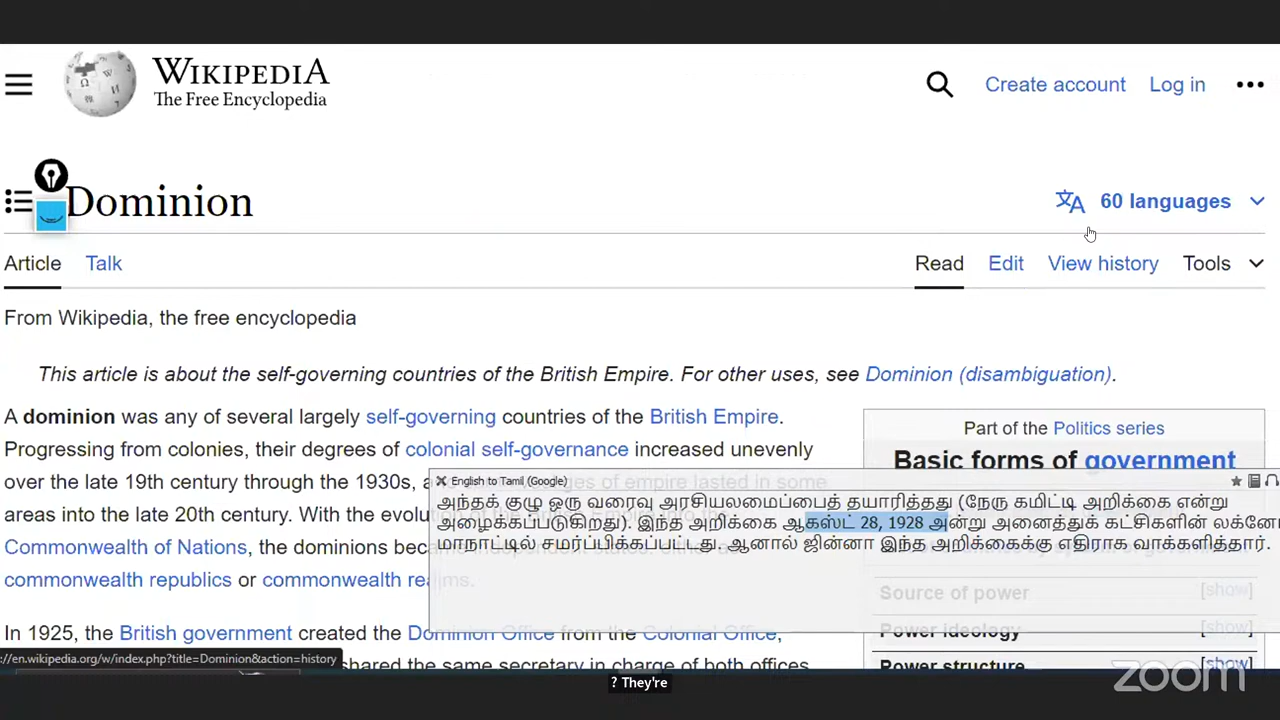 WIKIPEDIA
The Free Encyclopedia
Create account Log in
Dominion
60 languages
Article Talk Read Edit View history Tools
From Wikipedia, the free encyclopedia
This article is about the self-governing countries of the British Empire. For other uses, see Dominion (disambiguation).
A dominion was any of several largely self-governing countries of the British Empire.
Progressing from colonies, their degrees of colonial self-governance increased unevenly
over the late 19th century through the 1930s, a
areas into the late 20th century. With the evolu
Commonwealth of Nations, the dominions beca
commonwealth republics or commonwealth realms.
In 1925, the British government created the Dominion Office from the Colonial Office,
shared the same secretary in charge of both offices
Part of the Politics series
Basic forms of government
Source of power [show]
Power ideology [show]
Power structure [show]
English to Tamil (Google)
அந்தக் குழு ஒரு வரைவு அரசியலமைப்பைத் தயாரித்தது (நேரு கமிட்டி அறிக்கை என்று
அழைக்கப்படுகிறது). இந்த அறிக்கை ஆகஸ்ட் 28, 1928 அன்று அனைத்துக் கட்சிகளின் லக்னோ
மாநாட்டில் சமர்ப்பிக்கப்பட்டது. ஆனால் ஜின்னா இந்த அறிக்கைக்கு எதிராக வாக்களித்தார்.
://en.wikipedia.org/w/index.php?title=Dominion&action=history
? They're
zoom